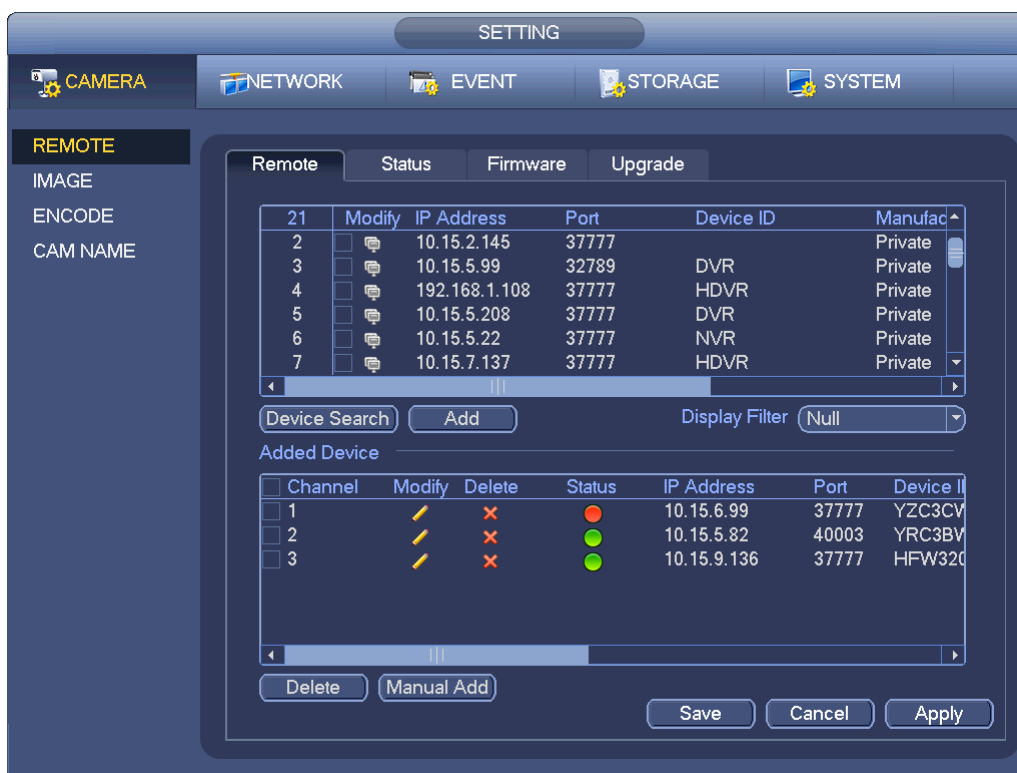 SETTING
CAMERA NETWORK EVENT STORAGE SYSTEM
REMOTE
IMAGE
ENCODE
CAM NAME
Remote Status Firmware Upgrade
21 Modify IP Address Port Device ID Manufac
2 10.15.2.145 37777 Private
3 10.15.5.99 32789 DVR Private
4 192.168.1.108 37777 HDVR Private
5 10.15.5.208 37777 DVR Private
6 10.15.5.22 37777 NVR Private
7 10.15.7.137 37777 HDVR Private
Device Search Add Display Filter Null
Added Device
Channel Modify Delete Status IP Address Port Device I
1 10.15.6.99 37777 YZC3CW
2 10.15.5.82 40003 YRC3BV
3 10.15.9.136 37777 HFW320
Delete Manual Add
Save Cancel Apply